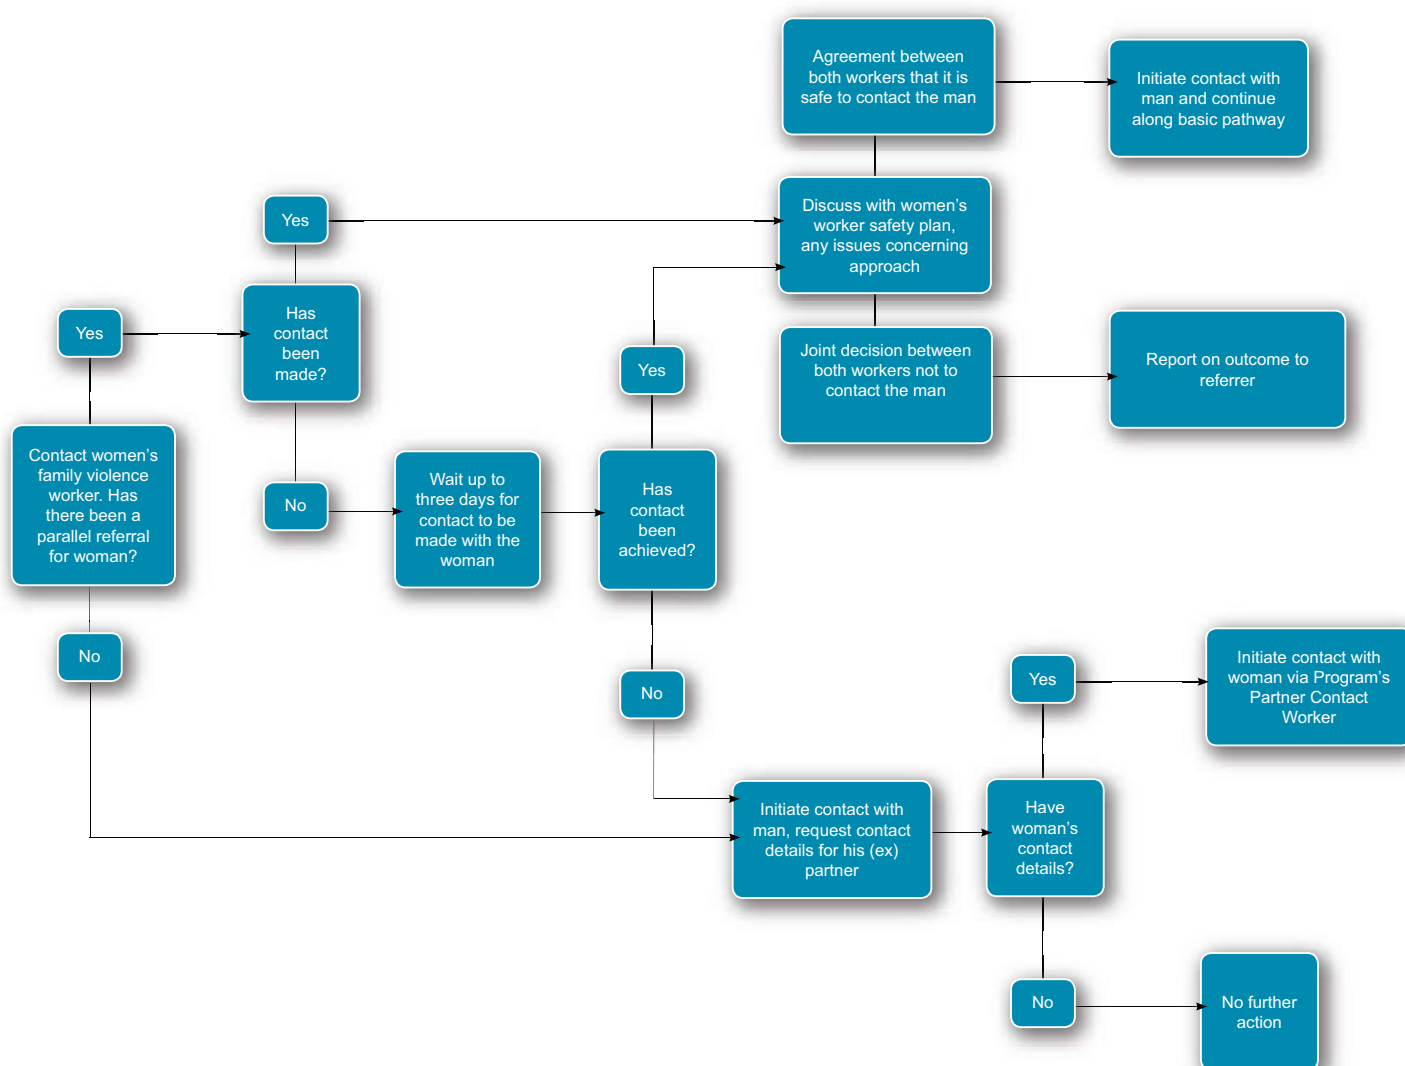 Agreement between
both workers that it is
safe to contact the man
Initiate contact with
man and continue
along basic pathway
Yes
Discuss with women’s
worker safety plan,
any issues concerning
approach
Yes
Has
contact
been
made?
Yes
Joint decision between
both workers not to
contact the man
Report on outcome to
referrer
Contact women’s
family violence
worker. Has
there been a
parallel referral
for woman?
No
Wait up to
three days for
contact to be
made with the
woman
Has
contact
been
achieved?
No
No
Yes
Initiate contact with
woman via Program’s
Partner Contact
Worker
Initiate contact with
man, request contact
details for his (ex)
partner
Have
woman’s
contact
details?
No
No further
action